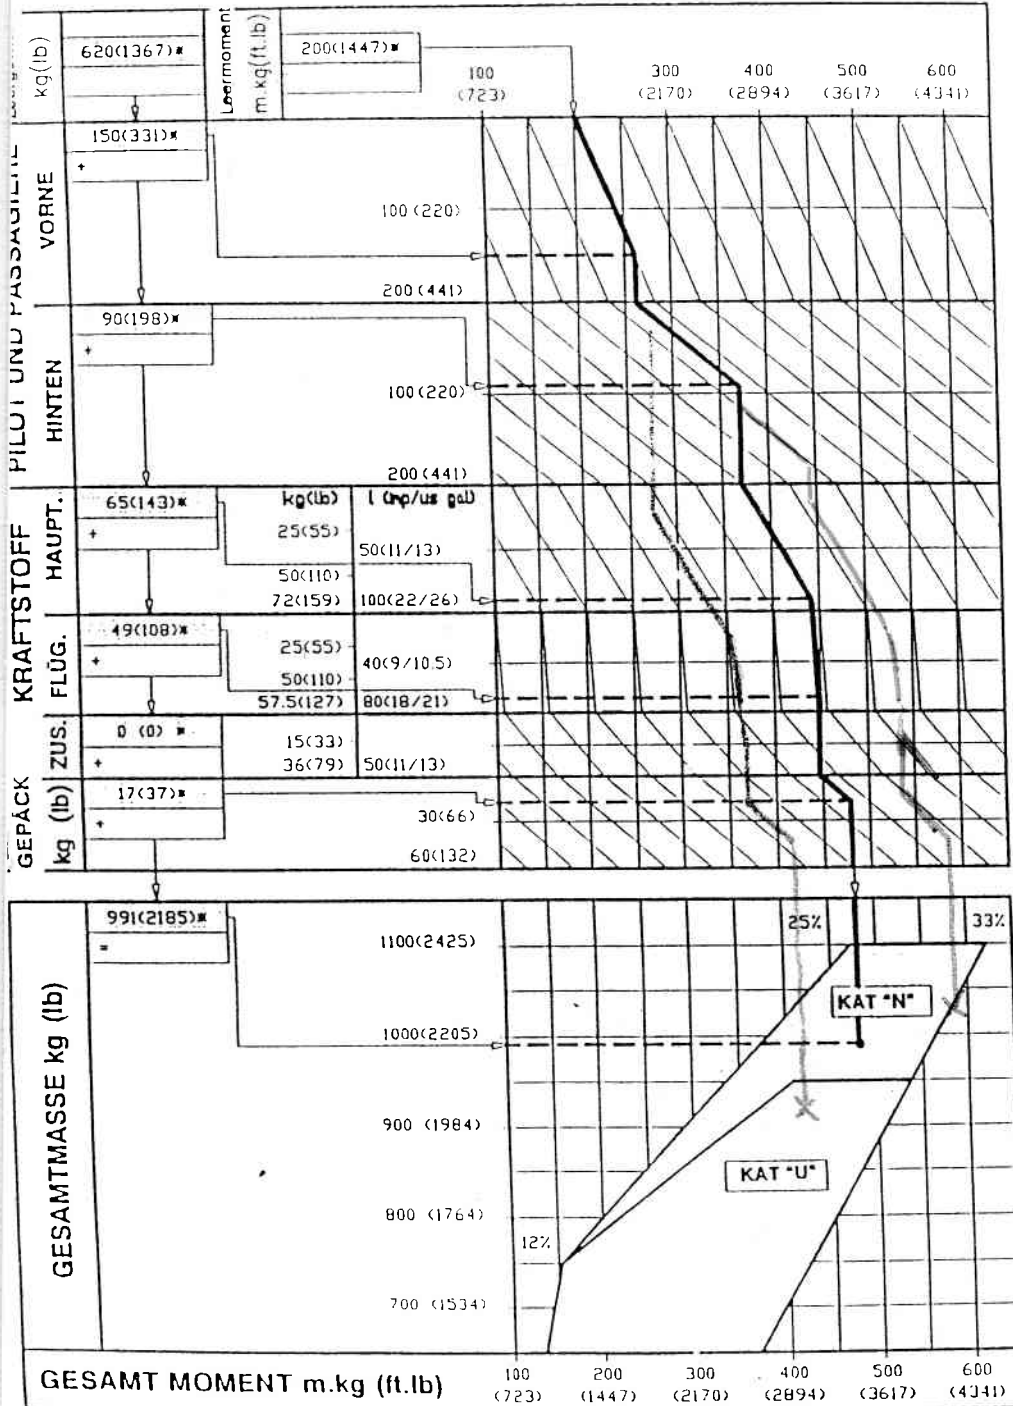 kg(lb)
620(1367)*
Leermoment
m.kg(ft.lb)
200(1447)*
100 300 400 500 600
(723) (2170) (2894) (3617) (4341)
PILOT UND PASSAGIERE
VORNE
150(331)*
+
100(220)
200(441)
HINTEN
90(198)*
+
100(220)
200(441)
KRAFTSTOFF
HAUPT.
65(143)*
+
kg(lb) l (imp/us gal)
25(55)
50(11/13)
50(110)
72(159) 100(22/26)
FLÜG.
49(108)*
+
25(55)
40(9/10.5)
50(110)
57.5(127) 80(18/21)
ZUS.
0 (0) *
+
15(33)
36(79) 50(11/13)
GEPÄCK
kg (lb)
17(37)*
+
30(66)
60(132)
GESAMTMASSE kg (lb)
991(2185)*
=
25% 33%
1100(2425)
KAT "N"
1000(2205)
900 (1984)
KAT "U"
800 (1764)
12%
700 (1534)
GESAMT MOMENT m.kg (ft.lb)
100 200 300 400 500 600
(723) (1447) (2170) (2894) (3617) (4341)